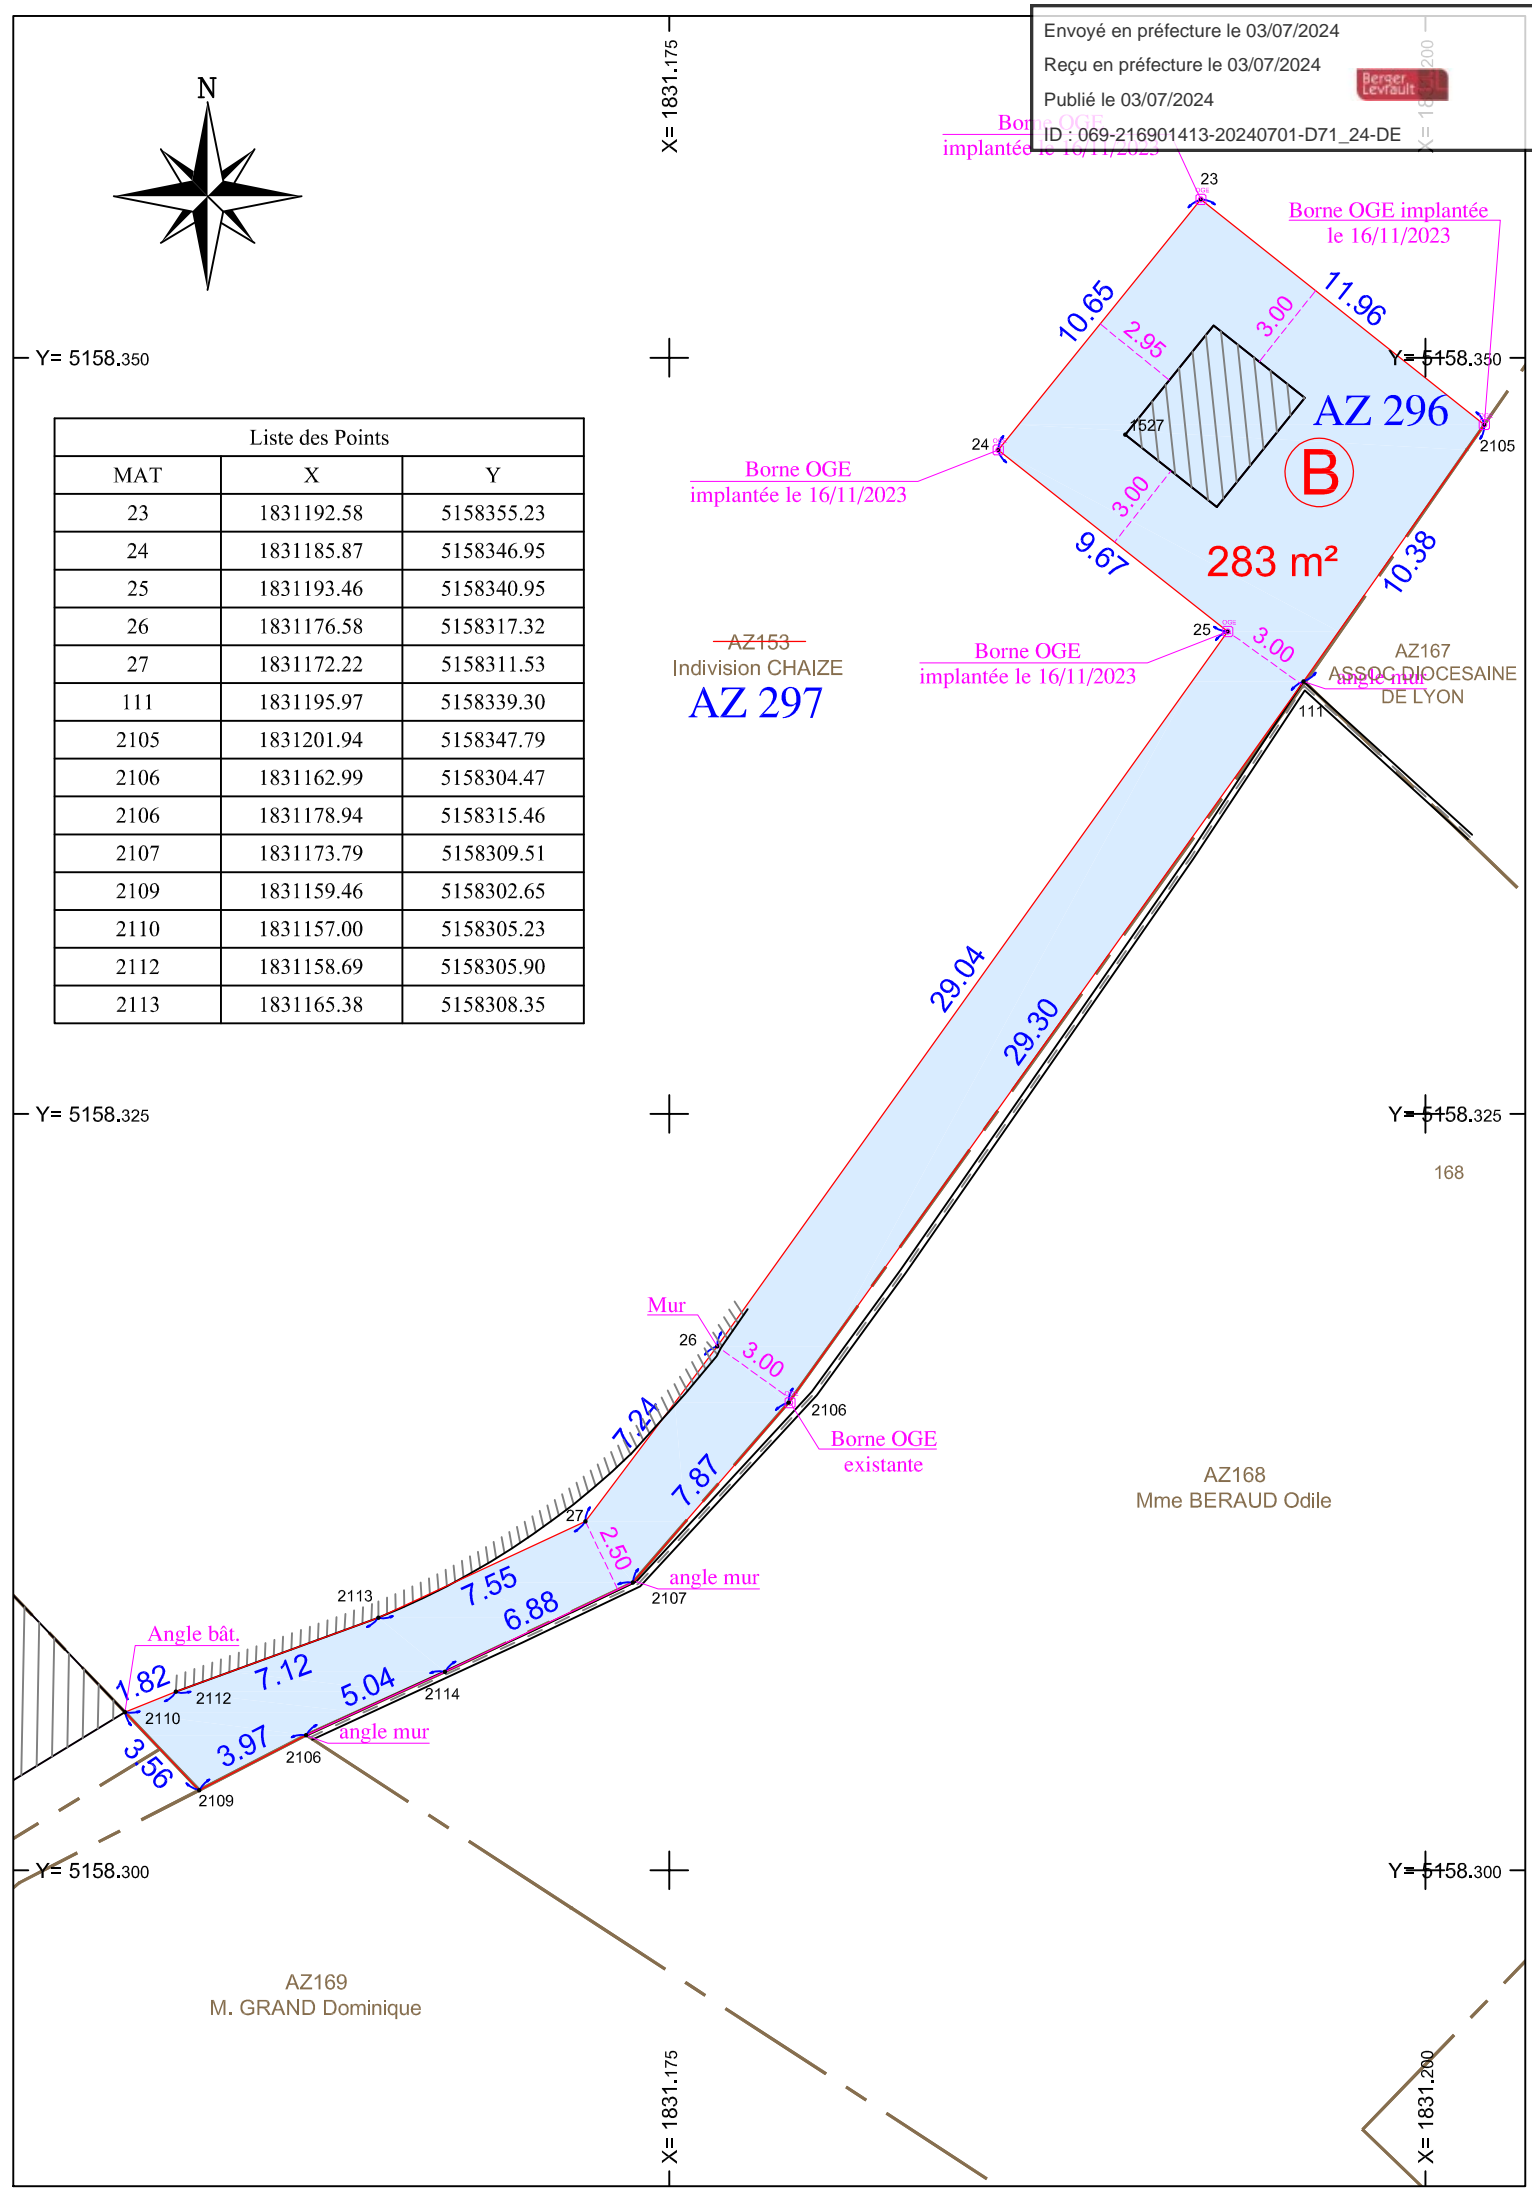 Envoyé en préfecture le 03/07/2024
Reçu en préfecture le 03/07/2024
Publié le 03/07/2024
ID : 069-216901413-20240701-D71_24-DE
Berger
Levrault
X= 1831.175
X= 1831.200
N
Borne OGE
implantée le 16/11/2023
23
Borne OGE implantée
le 16/11/2023
10.65
11.96
2.95
3.00
Y= 5158.350
Y= 5158.350
AZ 296
1527
24
2105
B
Borne OGE
implantée le 16/11/2023
3.00
9.67
283 m²
10.38
Liste des Points
MAT X Y
23 1831192.58 5158355.23
24 1831185.87 5158346.95
25 1831193.46 5158340.95
26 1831176.58 5158317.32
27 1831172.22 5158311.53
111 1831195.97 5158339.30
2105 1831201.94 5158347.79
2106 1831162.99 5158304.47
2106 1831178.94 5158315.46
2107 1831173.79 5158309.51
2109 1831159.46 5158302.65
2110 1831157.00 5158305.23
2112 1831158.69 5158305.90
2113 1831165.38 5158308.35
25
OGE
3.00
AZ153
Indivision CHAIZE
AZ 297
Borne OGE
implantée le 16/11/2023
AZ167
ASSOC DIOCESAINE
DE LYON
angle mur
111
29.04
29.30
Y= 5158.325
Y= 5158.325
168
Mur
26
3.00
2106
7.24
Borne OGE
existante
7.87
AZ168
Mme BERAUD Odile
27
2.50
angle mur
2107
7.55
6.88
2113
Angle bât.
1.82
7.12
5.04
2112
2114
2110
3.97
angle mur
3.56
2106
2109
Y= 5158.300
Y= 5158.300
AZ169
M. GRAND Dominique
X= 1831.175
X= 1831.200